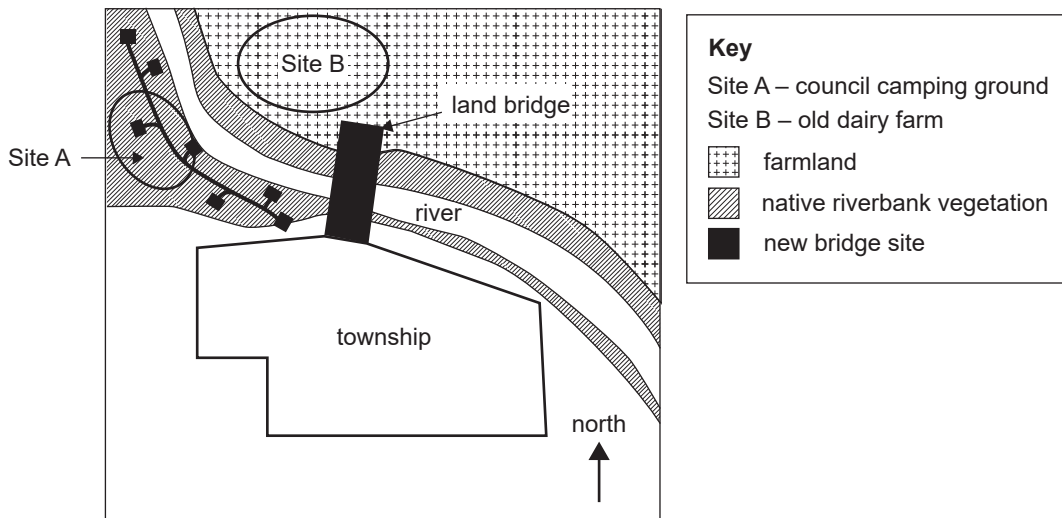 Site B
land bridge
Site A
river
township
north
Key
Site A – council camping ground
Site B – old dairy farm
farmland
native riverbank vegetation
new bridge site